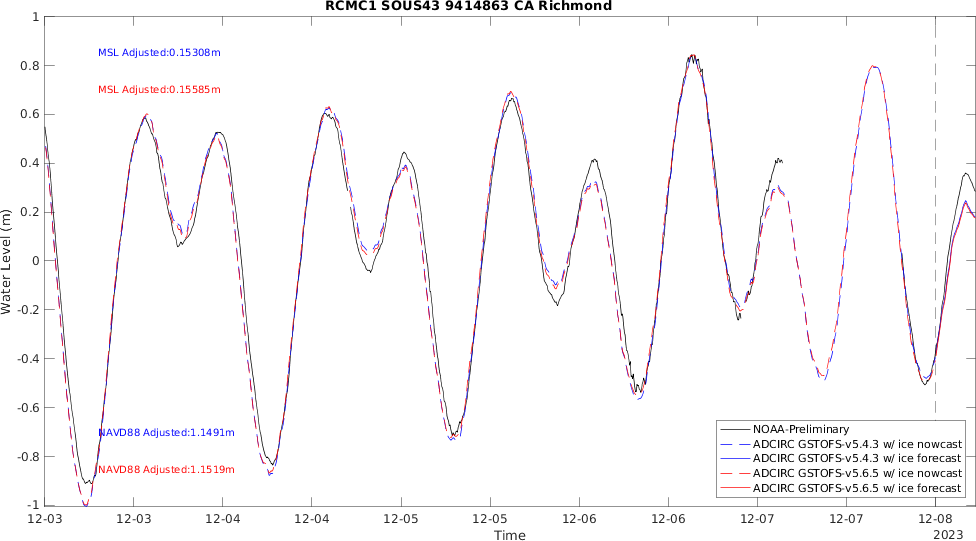 RCMC1 SOUS43 9414863 CA Richmond
1
0.8
0.6
0.4
0.2
0
-0.2
-0.4
-0.6
-0.8
-1
Water Level (m)
MSL Adjusted:0.15308m
MSL Adjusted:0.15585m
NAVD88 Adjusted:1.1491m
NAVD88 Adjusted:1.1519m
NOAA-Preliminary
ADCIRC GSTOFS-v5.4.3 w/ ice nowcast
ADCIRC GSTOFS-v5.4.3 w/ ice forecast
ADCIRC GSTOFS-v5.6.5 w/ ice nowcast
ADCIRC GSTOFS-v5.6.5 w/ ice forecast
12-03 12-03 12-04 12-04 12-05 12-05 12-06 12-06 12-07 12-07 12-08
2023
Time